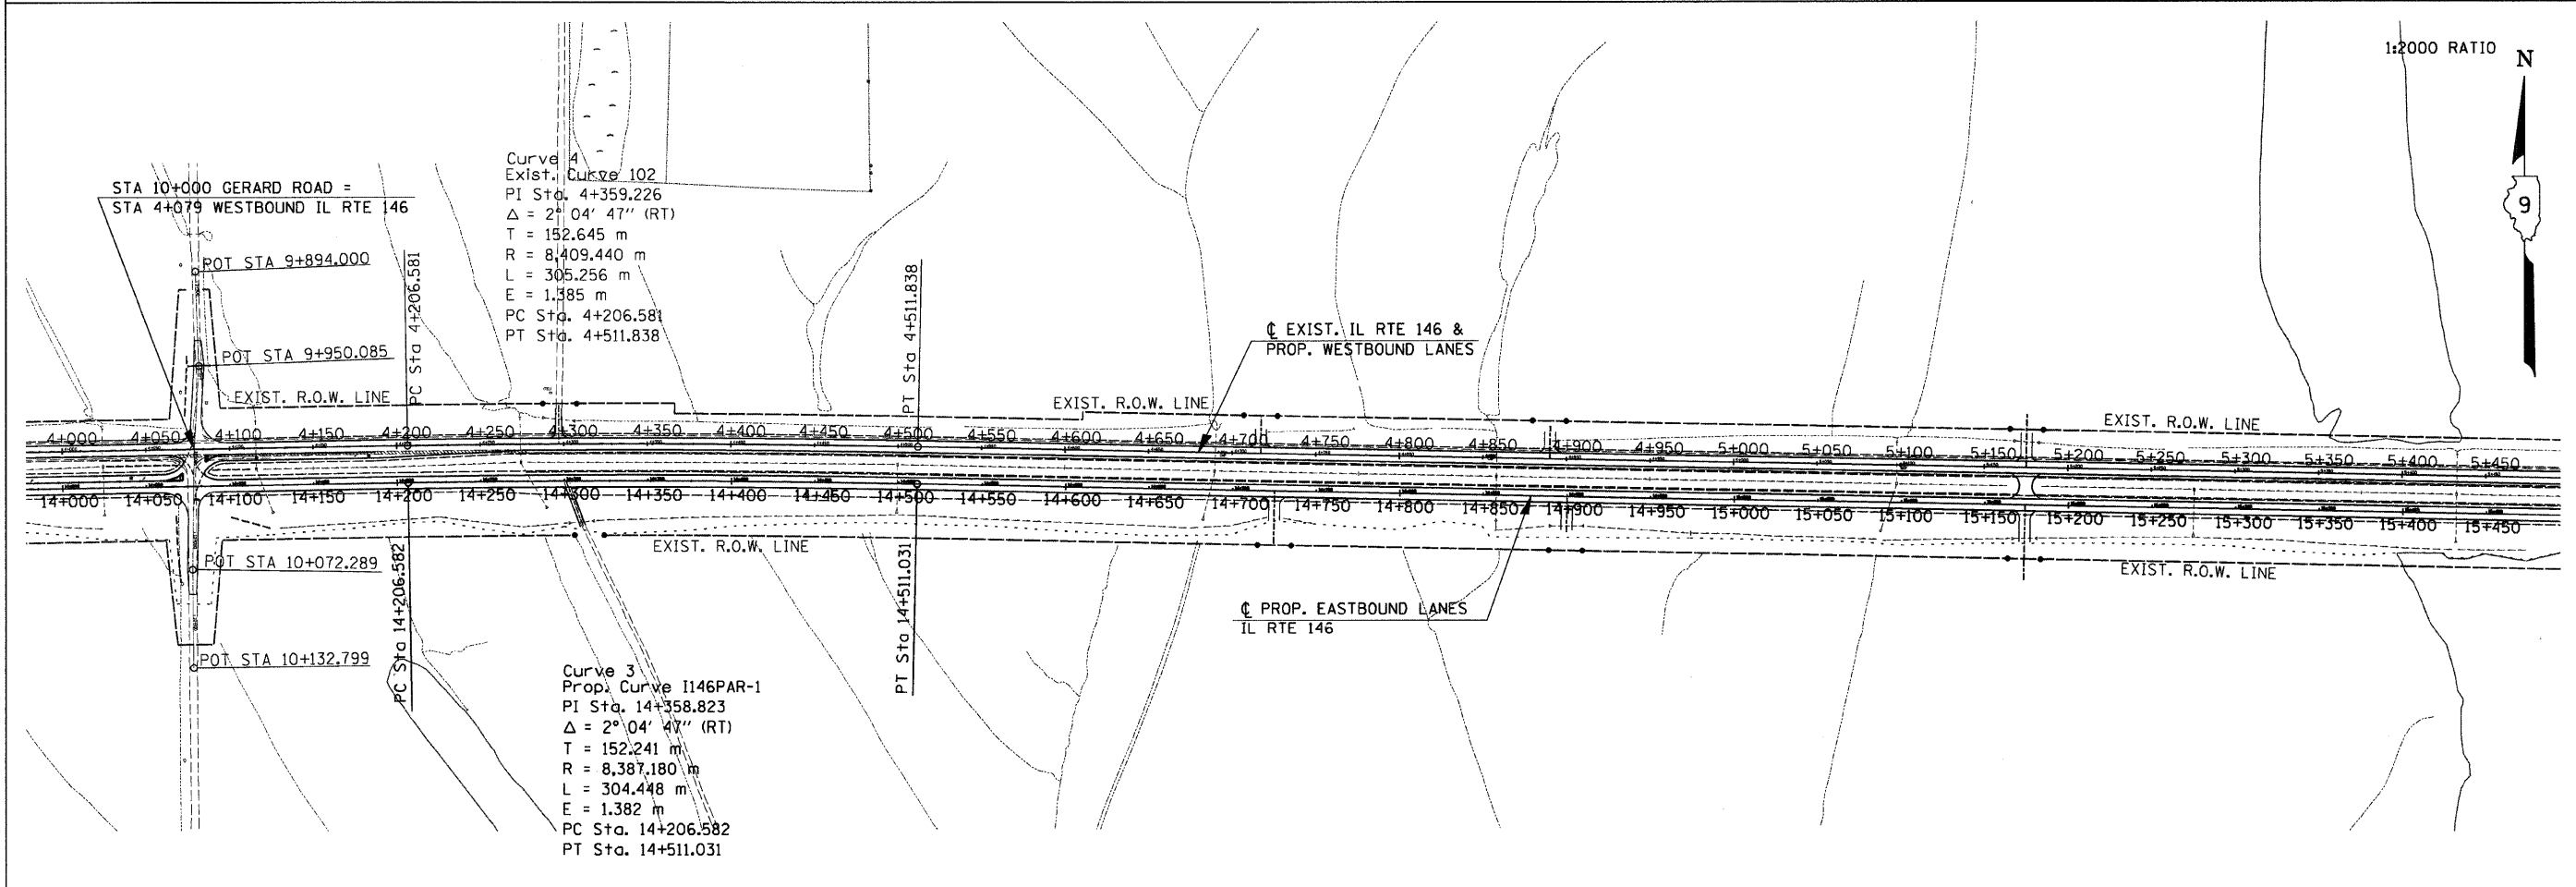 1:2000 RATIO
N
9
STA 10+000 GERARD ROAD =
STA 4+079 WESTBOUND IL RTE 146
POT STA 9+894.000
POT STA 9+950.085
EXIST. R.O.W. LINE
PC Sta 4+206.581
Curve 4
Exist. Curve 102
PI Sta. 4+359.226
Δ = 2° 04' 47" (RT)
T = 152.645 m
R = 8,409.440 m
L = 305.256 m
E = 1.385 m
PC Sta. 4+206.581
PT Sta. 4+511.838
PT Sta 4+511.838
℄ EXIST. IL RTE 146 &
PROP. WESTBOUND LANES
EXIST. R.O.W. LINE
EXIST. R.O.W. LINE
4+000 4+050 4+100 4+150 4+200 4+250 4+300 4+350 4+400 4+450 4+500 4+550 4+600 4+650 4+700 4+750 4+800 4+850 4+900 4+950 5+000 5+050 5+100 5+150 5+200 5+250 5+300 5+350 5+400 5+450
14+000 14+050 14+100 14+150 14+200 14+250 14+300 14+350 14+400 14+450 14+500 14+550 14+600 14+650 14+700 14+750 14+800 14+850 14+900 14+950 15+000 15+050 15+100 15+150 15+200 15+250 15+300 15+350 15+400 15+450
EXIST. R.O.W. LINE
EXIST. R.O.W. LINE
POT STA 10+072.289
POT STA 10+132.799
PC Sta 14+206.582
PT Sta 14+511.031
℄ PROP. EASTBOUND LANES
IL RTE 146
Curve 3
Prop. Curve I146PAR-1
PI Sta. 14+358.823
Δ = 2° 04' 47" (RT)
T = 152.241 m
R = 8,387.180 m
L = 304.448 m
E = 1.382 m
PC Sta. 14+206.582
PT Sta. 14+511.031